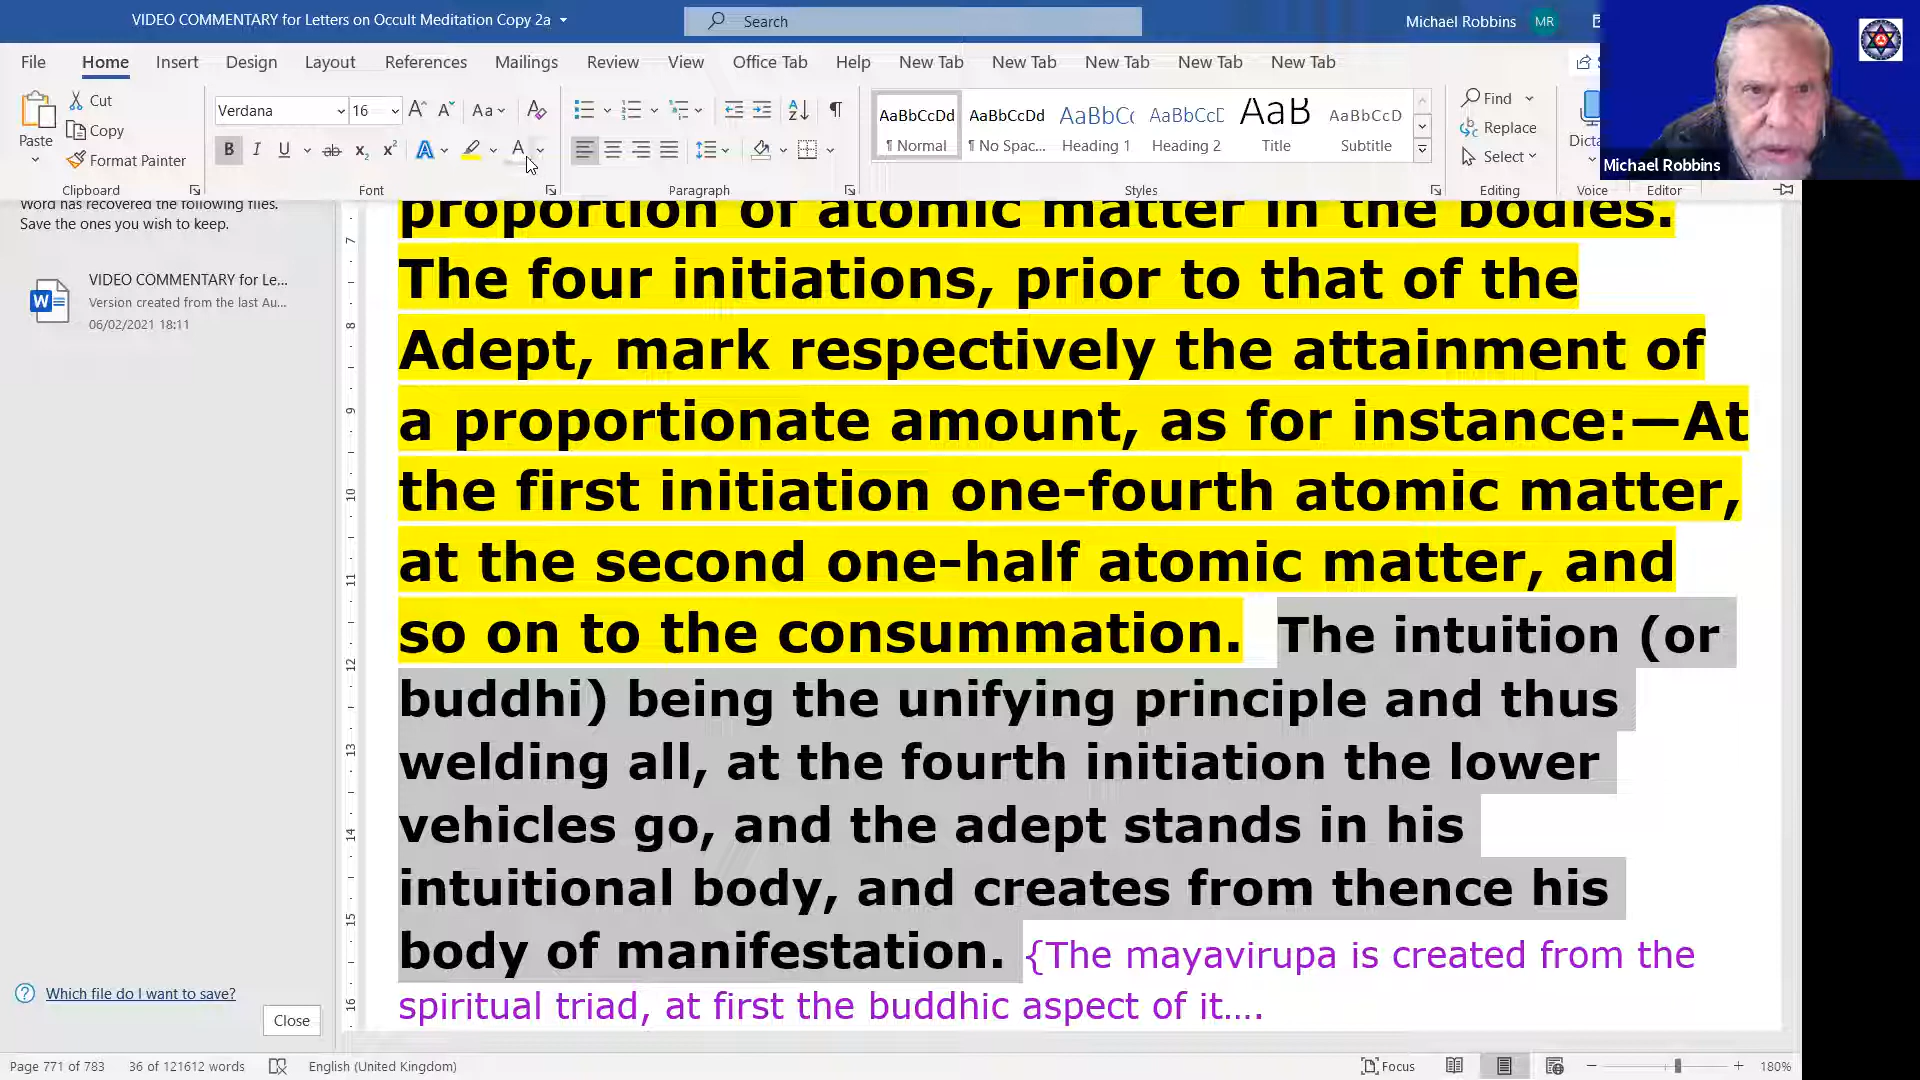 VIDEO COMMENTARY for Letters on Occult Meditation Copy 2a
Search
Michael Robbins
MR
File
Home
Insert
Design
Layout
References
Mailings
Review
View
Office Tab
Help
New Tab
New Tab
New Tab
New Tab
New Tab
Paste
Cut
Copy
Format Painter
Clipboard
Verdana
16
Font
Paragraph
AaBbCcDd
¶ Normal
AaBbCcDd
¶ No Spac...
AaBbCc
Heading 1
AaBbCcD
Heading 2
AaB
Title
AaBbCcD
Subtitle
Styles
Find
Replace
Select
Editing
Dicta
Voice
Editor
Michael Robbins
Word has recovered the following files.
Save the ones you wish to keep.
VIDEO COMMENTARY for Le...
Version created from the last Au...
06/02/2021 18:11
Which file do I want to save?
Close
7
8
9
10
11
12
13
14
15
16
proportion of atomic matter in the bodies.
The four initiations, prior to that of the
Adept, mark respectively the attainment of
a proportionate amount, as for instance:—At
the first initiation one-fourth atomic matter,
at the second one-half atomic matter, and
so on to the consummation. The intuition (or
buddhi) being the unifying principle and thus
welding all, at the fourth initiation the lower
vehicles go, and the adept stands in his
intuitional body, and creates from thence his
body of manifestation. {The mayavirupa is created from the
spiritual triad, at first the buddhic aspect of it....
Page 771 of 783
36 of 121612 words
English (United Kingdom)
Focus
180%